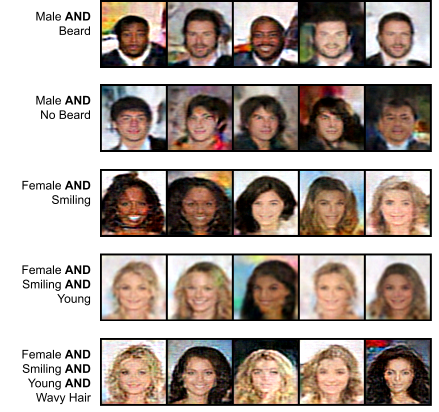 Male AND
Beard
Male AND
No Beard
Female AND
Smiling
Female AND
Smiling AND
Young
Female AND
Smiling AND
Young AND
Wavy Hair